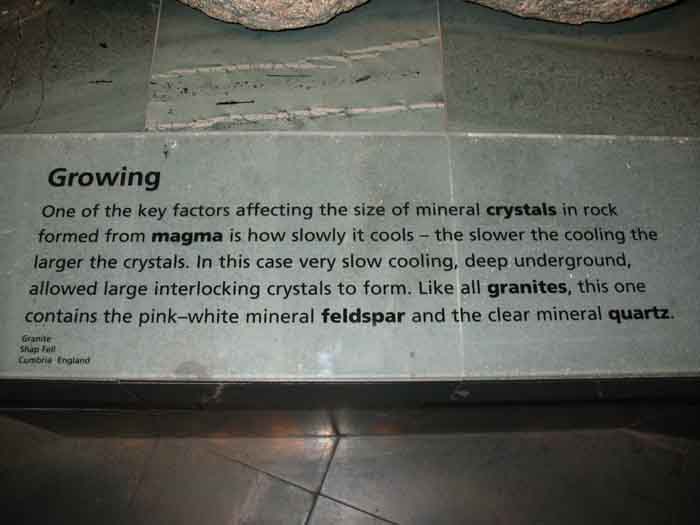 Growing
One of the key factors affecting the size of mineral crystals in rock
formed from magma is how slowly it cools – the slower the cooling the
larger the crystals. In this case very slow cooling, deep underground,
allowed large interlocking crystals to form. Like all granites, this one
contains the pink–white mineral feldspar and the clear mineral quartz.
Granite
Shap Fell
Cumbria England